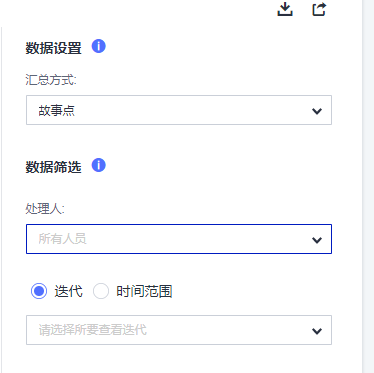 数据设置
汇总方式:
故事点
数据筛选
处理人:
所有人员
迭代 时间范围
请选择所要查看迭代